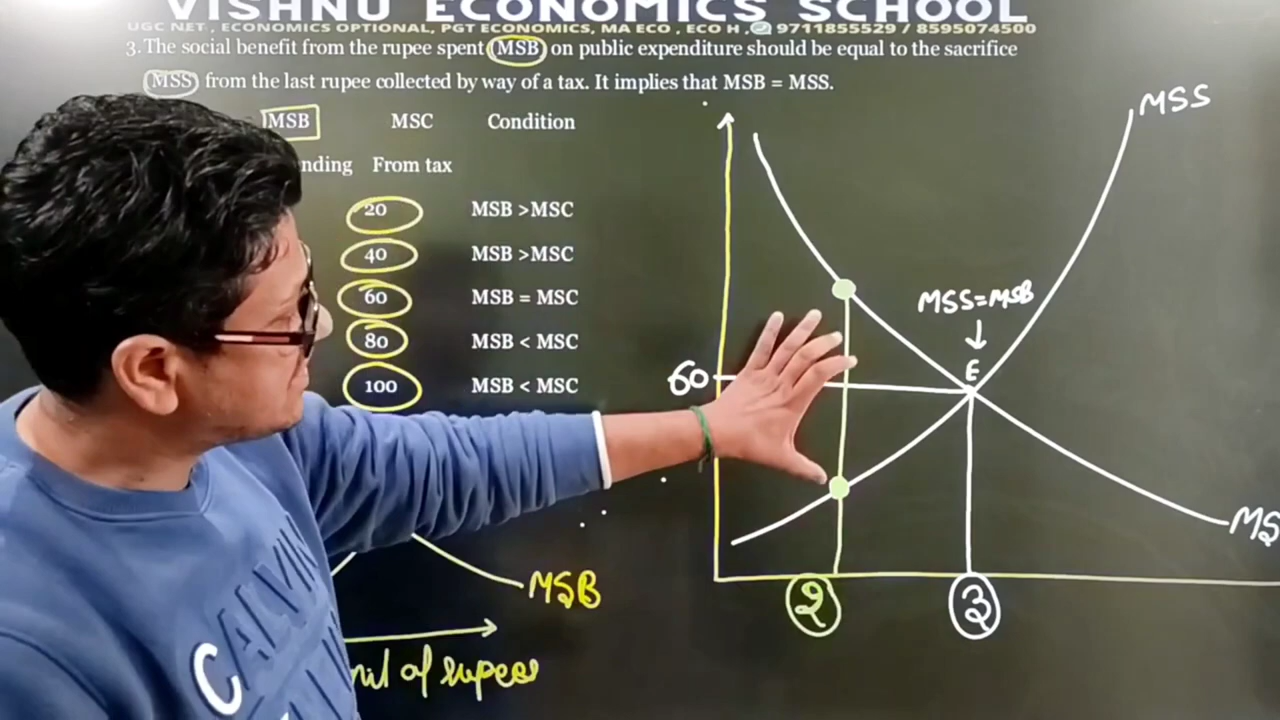 VISHNU ECONOMICS SCHOOL
UGC NET, ECONOMICS OPTIONAL, PGT ECONOMICS, MA ECO , ECO H , 9711855529 / 8595074500
3. The social benefit from the rupee spent (MSB) on public expenditure should be equal to the sacrifice
(MSS) from the last rupee collected by way of a tax. It implies that MSB = MSS.
MSB MSC Condition
From tax
20 MSB >MSC
40 MSB >MSC
60 MSB = MSC
80 MSB < MSC
100 MSB < MSC
MSB
of rupees
MSS
MSS=MSB
E
60
2 3
CALVIN